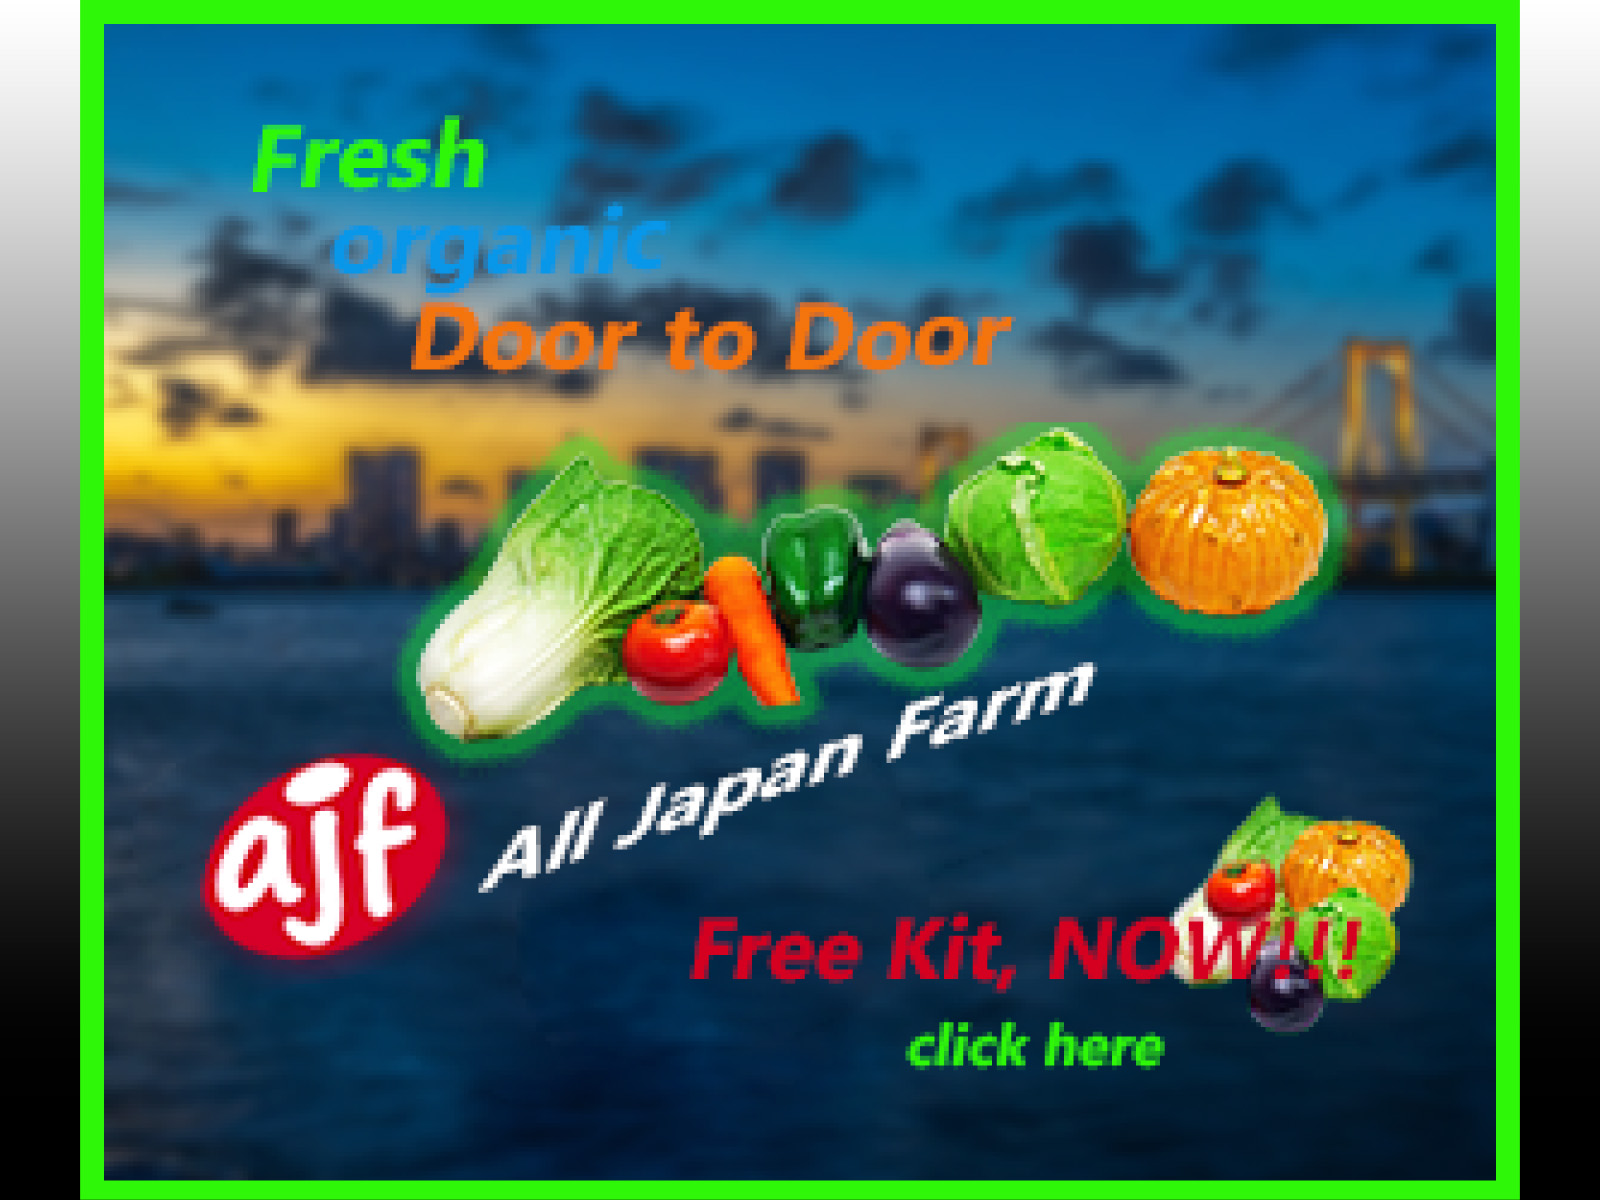 Fresh
organic
Door to Door
All Japan Farm
ajf
Free Kit, NOW!!!
click here